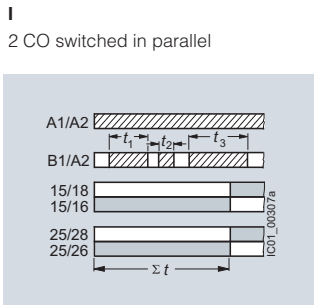 I
2 CO switched in parallel
A1/A2
t1 t2 t3
B1/A2
15/18
15/16
25/28
25/26
Σ t
IC01_00307a